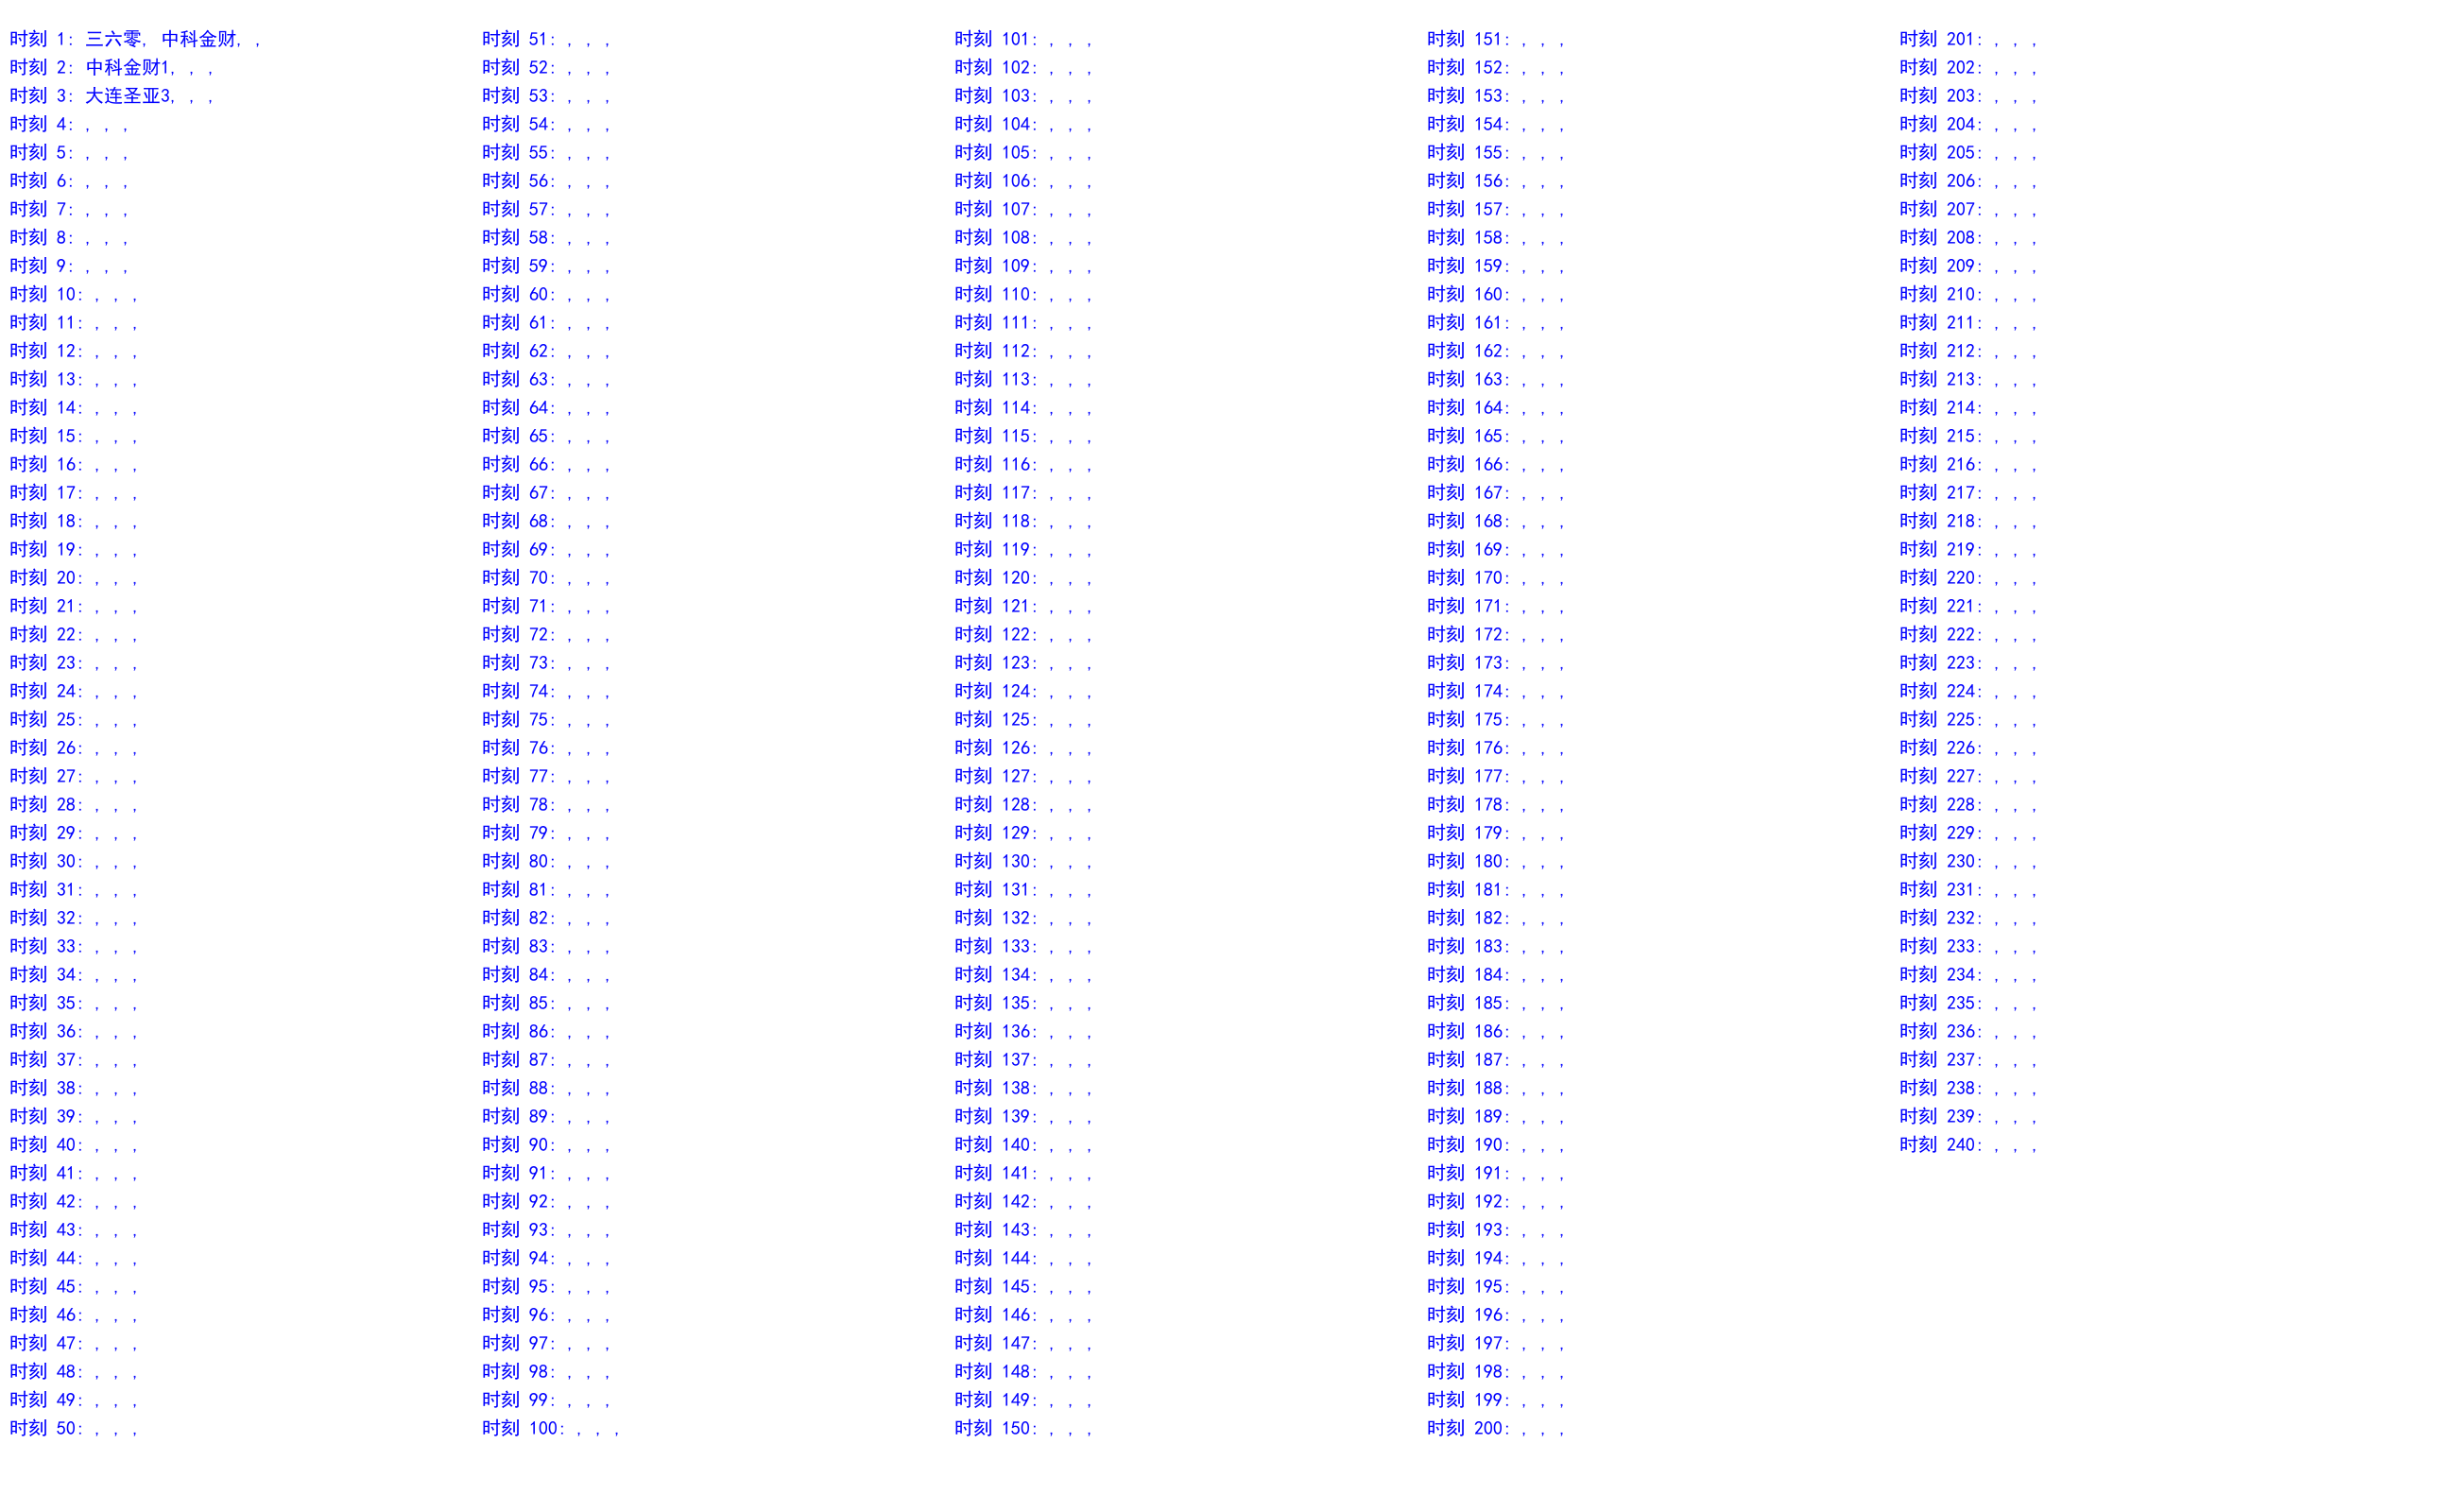 时刻 1: 三六零, 中科金财, ,
时刻 2: 中科金财1, , ,
时刻 3: 大连圣亚3, , ,
时刻 4: , , ,
时刻 5: , , ,
时刻 6: , , ,
时刻 7: , , ,
时刻 8: , , ,
时刻 9: , , ,
时刻 10: , , ,
时刻 11: , , ,
时刻 12: , , ,
时刻 13: , , ,
时刻 14: , , ,
时刻 15: , , ,
时刻 16: , , ,
时刻 17: , , ,
时刻 18: , , ,
时刻 19: , , ,
时刻 20: , , ,
时刻 21: , , ,
时刻 22: , , ,
时刻 23: , , ,
时刻 24: , , ,
时刻 25: , , ,
时刻 26: , , ,
时刻 27: , , ,
时刻 28: , , ,
时刻 29: , , ,
时刻 30: , , ,
时刻 31: , , ,
时刻 32: , , ,
时刻 33: , , ,
时刻 34: , , ,
时刻 35: , , ,
时刻 36: , , ,
时刻 37: , , ,
时刻 38: , , ,
时刻 39: , , ,
时刻 40: , , ,
时刻 41: , , ,
时刻 42: , , ,
时刻 43: , , ,
时刻 44: , , ,
时刻 45: , , ,
时刻 46: , , ,
时刻 47: , , ,
时刻 48: , , ,
时刻 49: , , ,
时刻 50: , , ,
时刻 51: , , ,
时刻 52: , , ,
时刻 53: , , ,
时刻 54: , , ,
时刻 55: , , ,
时刻 56: , , ,
时刻 57: , , ,
时刻 58: , , ,
时刻 59: , , ,
时刻 60: , , ,
时刻 61: , , ,
时刻 62: , , ,
时刻 63: , , ,
时刻 64: , , ,
时刻 65: , , ,
时刻 66: , , ,
时刻 67: , , ,
时刻 68: , , ,
时刻 69: , , ,
时刻 70: , , ,
时刻 71: , , ,
时刻 72: , , ,
时刻 73: , , ,
时刻 74: , , ,
时刻 75: , , ,
时刻 76: , , ,
时刻 77: , , ,
时刻 78: , , ,
时刻 79: , , ,
时刻 80: , , ,
时刻 81: , , ,
时刻 82: , , ,
时刻 83: , , ,
时刻 84: , , ,
时刻 85: , , ,
时刻 86: , , ,
时刻 87: , , ,
时刻 88: , , ,
时刻 89: , , ,
时刻 90: , , ,
时刻 91: , , ,
时刻 92: , , ,
时刻 93: , , ,
时刻 94: , , ,
时刻 95: , , ,
时刻 96: , , ,
时刻 97: , , ,
时刻 98: , , ,
时刻 99: , , ,
时刻 100: , , ,
时刻 101: , , ,
时刻 102: , , ,
时刻 103: , , ,
时刻 104: , , ,
时刻 105: , , ,
时刻 106: , , ,
时刻 107: , , ,
时刻 108: , , ,
时刻 109: , , ,
时刻 110: , , ,
时刻 111: , , ,
时刻 112: , , ,
时刻 113: , , ,
时刻 114: , , ,
时刻 115: , , ,
时刻 116: , , ,
时刻 117: , , ,
时刻 118: , , ,
时刻 119: , , ,
时刻 120: , , ,
时刻 121: , , ,
时刻 122: , , ,
时刻 123: , , ,
时刻 124: , , ,
时刻 125: , , ,
时刻 126: , , ,
时刻 127: , , ,
时刻 128: , , ,
时刻 129: , , ,
时刻 130: , , ,
时刻 131: , , ,
时刻 132: , , ,
时刻 133: , , ,
时刻 134: , , ,
时刻 135: , , ,
时刻 136: , , ,
时刻 137: , , ,
时刻 138: , , ,
时刻 139: , , ,
时刻 140: , , ,
时刻 141: , , ,
时刻 142: , , ,
时刻 143: , , ,
时刻 144: , , ,
时刻 145: , , ,
时刻 146: , , ,
时刻 147: , , ,
时刻 148: , , ,
时刻 149: , , ,
时刻 150: , , ,
时刻 151: , , ,
时刻 152: , , ,
时刻 153: , , ,
时刻 154: , , ,
时刻 155: , , ,
时刻 156: , , ,
时刻 157: , , ,
时刻 158: , , ,
时刻 159: , , ,
时刻 160: , , ,
时刻 161: , , ,
时刻 162: , , ,
时刻 163: , , ,
时刻 164: , , ,
时刻 165: , , ,
时刻 166: , , ,
时刻 167: , , ,
时刻 168: , , ,
时刻 169: , , ,
时刻 170: , , ,
时刻 171: , , ,
时刻 172: , , ,
时刻 173: , , ,
时刻 174: , , ,
时刻 175: , , ,
时刻 176: , , ,
时刻 177: , , ,
时刻 178: , , ,
时刻 179: , , ,
时刻 180: , , ,
时刻 181: , , ,
时刻 182: , , ,
时刻 183: , , ,
时刻 184: , , ,
时刻 185: , , ,
时刻 186: , , ,
时刻 187: , , ,
时刻 188: , , ,
时刻 189: , , ,
时刻 190: , , ,
时刻 191: , , ,
时刻 192: , , ,
时刻 193: , , ,
时刻 194: , , ,
时刻 195: , , ,
时刻 196: , , ,
时刻 197: , , ,
时刻 198: , , ,
时刻 199: , , ,
时刻 200: , , ,
时刻 201: , , ,
时刻 202: , , ,
时刻 203: , , ,
时刻 204: , , ,
时刻 205: , , ,
时刻 206: , , ,
时刻 207: , , ,
时刻 208: , , ,
时刻 209: , , ,
时刻 210: , , ,
时刻 211: , , ,
时刻 212: , , ,
时刻 213: , , ,
时刻 214: , , ,
时刻 215: , , ,
时刻 216: , , ,
时刻 217: , , ,
时刻 218: , , ,
时刻 219: , , ,
时刻 220: , , ,
时刻 221: , , ,
时刻 222: , , ,
时刻 223: , , ,
时刻 224: , , ,
时刻 225: , , ,
时刻 226: , , ,
时刻 227: , , ,
时刻 228: , , ,
时刻 229: , , ,
时刻 230: , , ,
时刻 231: , , ,
时刻 232: , , ,
时刻 233: , , ,
时刻 234: , , ,
时刻 235: , , ,
时刻 236: , , ,
时刻 237: , , ,
时刻 238: , , ,
时刻 239: , , ,
时刻 240: , , ,